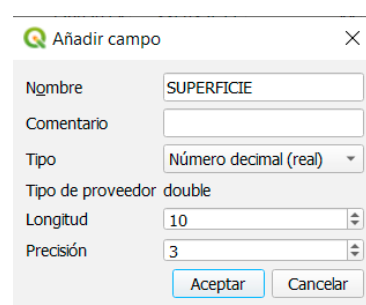 Añadir campo
Nombre SUPERFICIE
Comentario
Tipo Número decimal (real)
Tipo de proveedor double
Longitud 10
Precisión 3
Aceptar Cancelar